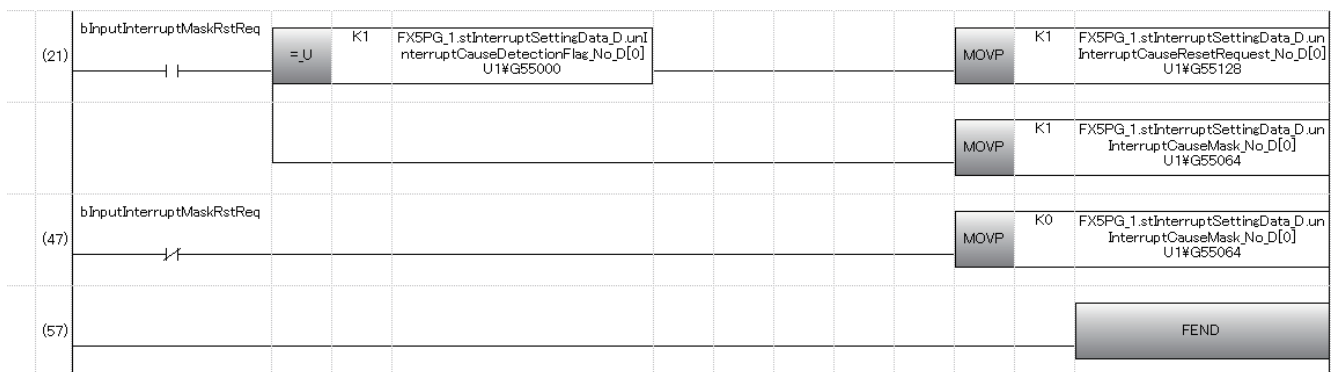 bInputInterruptMaskRstReq
(21)
=_U
K1
FX5PG_1.stInterruptSettingData_D.unI
nterruptCauseDetectionFlag_No_D[0]
U1¥G55000
MOVP
K1
FX5PG_1.stInterruptSettingData_D.un
InterruptCauseResetRequest_No_D[0]
U1¥G55128
MOVP
K1
FX5PG_1.stInterruptSettingData_D.un
InterruptCauseMask_No_D[0]
U1¥G55064
bInputInterruptMaskRstReq
(47)
MOVP
K0
FX5PG_1.stInterruptSettingData_D.un
InterruptCauseMask_No_D[0]
U1¥G55064
(57)
FEND